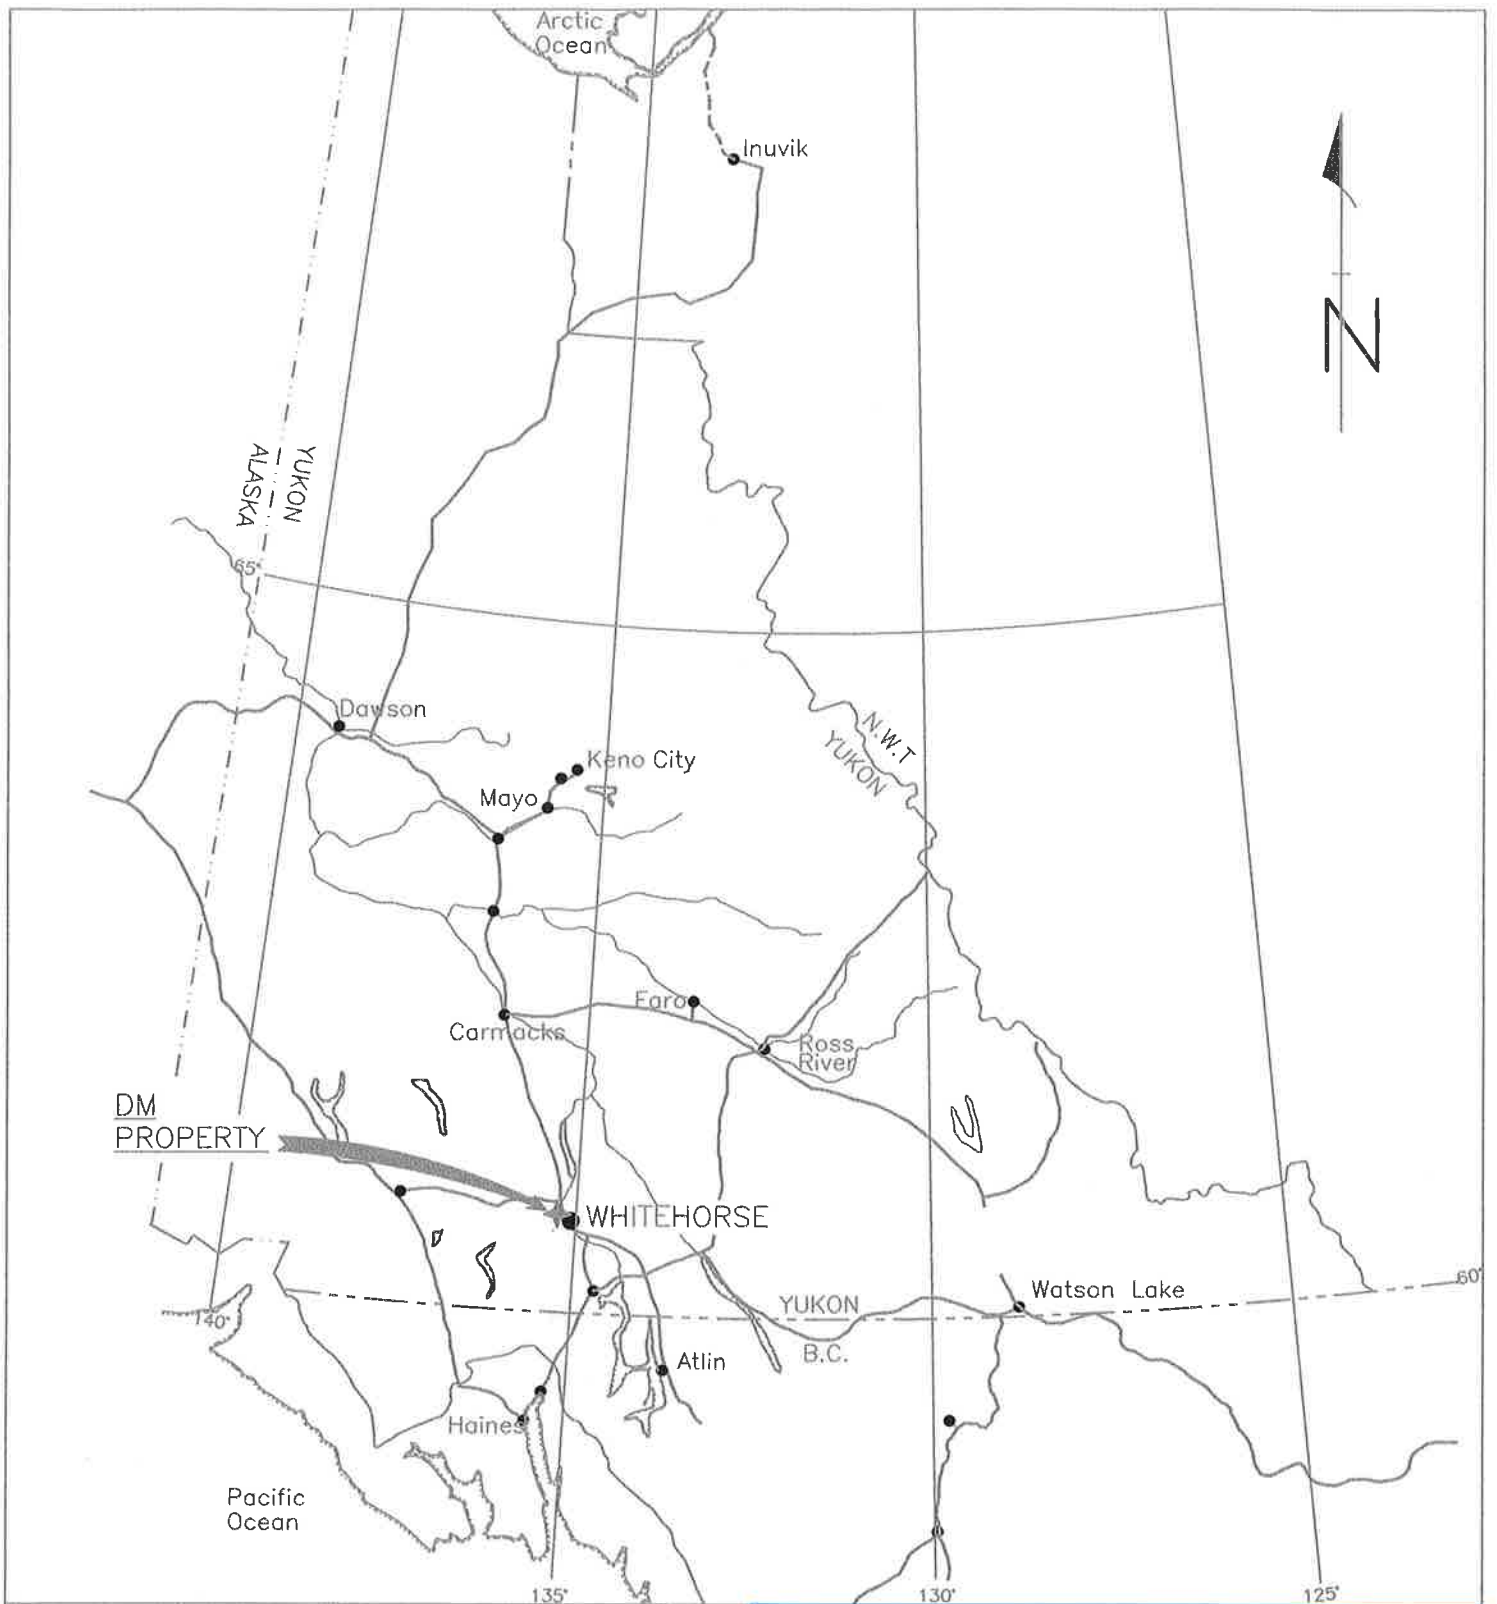 Arctic
Ocean
Inuvik
N
YUKON
ALASKA
65°
Dawson
N.W.T
YUKON
Keno City
Mayo
Faro
Carmacks
Ross
River
DM
PROPERTY
WHITEHORSE
60°
Watson Lake
YUKON
140°
B.C.
Atlin
Haines
Pacific
Ocean
135°
130°
125°